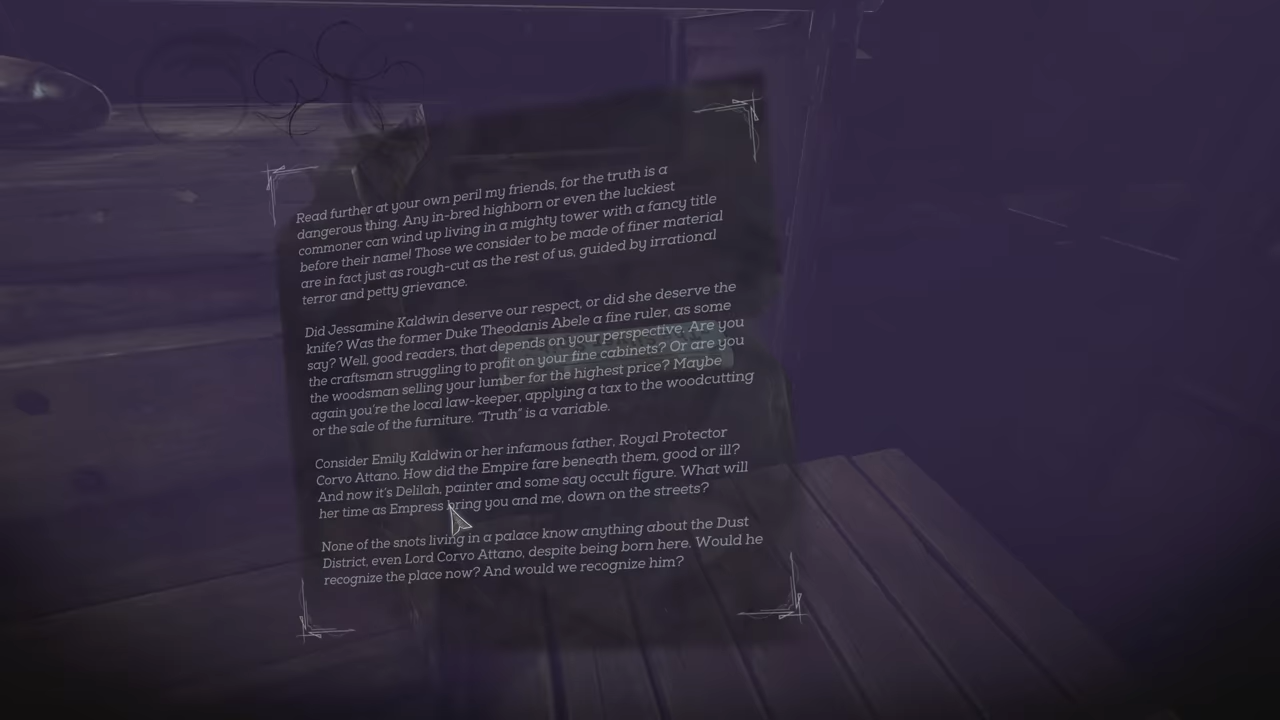 Read further at your own peril my friends, for the truth is a
dangerous thing. Any in-bred highborn or even the luckiest
commoner can wind up living in a mighty tower with a fancy title
before their name! Those we consider to be made of finer material
are in fact just as rough-cut as the rest of us, guided by irrational
terror and petty grievance.
Did Jessamine Kaldwin deserve our respect, or did she deserve the
knife? Was the former Duke Theodanis Abele a fine ruler, as some
say? Well, good readers, that depends on your perspective. Are you
the craftsman struggling to profit on your fine cabinets? Or are you
the woodsman selling your lumber for the highest price? Maybe
again you're the local law-keeper, applying a tax to the woodcutting
or the sale of the furniture. "Truth" is a variable.
Consider Emily Kaldwin or her infamous father, Royal Protector
Corvo Attano. How did the Empire fare beneath them, good or ill?
And now it's Delilah, painter and some say occult figure. What will
her time as Empress bring you and me, down on the streets?
None of the snots living in a palace know anything about the Dust
District, even Lord Corvo Attano, despite being born here. Would he
recognize the place now? And would we recognize him?